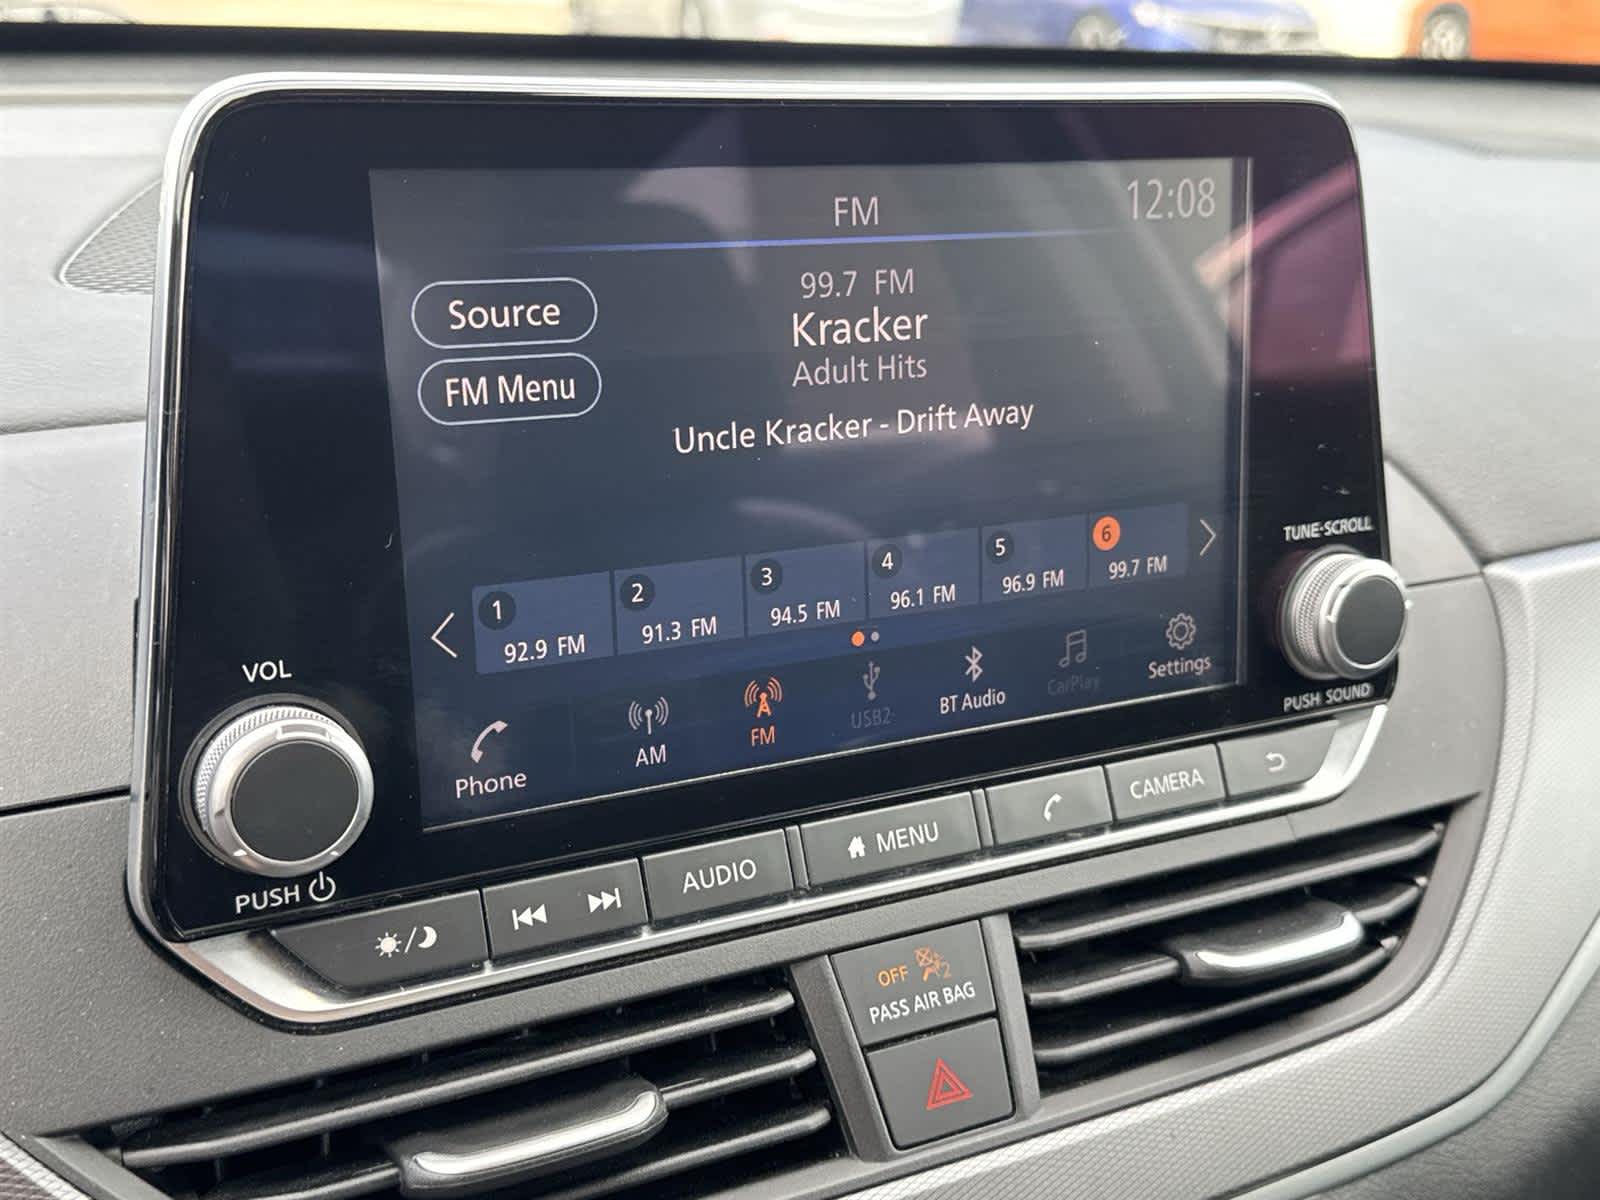 FM
12:08
Source
FM Menu
99.7 FM
Kracker
Adult Hits
Uncle Kracker - Drift Away
1
92.9 FM
2
91.3 FM
3
94.5 FM
4
96.1 FM
5
96.9 FM
6
99.7 FM
Phone
AM
FM
USB2
BT Audio
CarPlay
Settings
VOL
PUSH
TUNE·SCROLL
PUSH SOUND
AUDIO
MENU
CAMERA
OFF
2
PASS AIR BAG